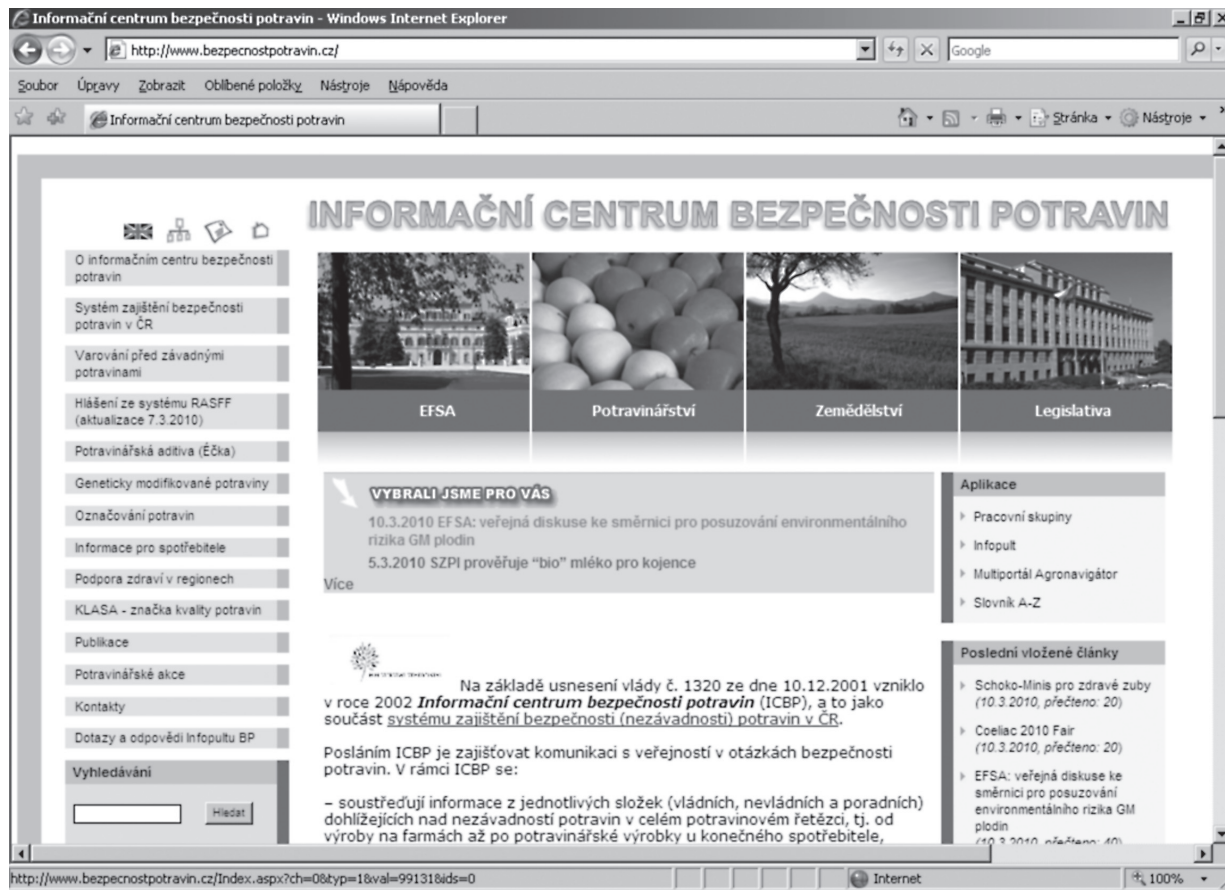 Informační centrum bezpečnosti potravin - Windows Internet Explorer
http://www.bezpecnostpotravin.cz/
Google
Soubor Úpravy Zobrazit Oblíbené položky Nástroje Nápověda
Informační centrum bezpečnosti potravin
Stránka Nástroje
INFORMAČNÍ CENTRUM BEZPEČNOSTI POTRAVIN
O informačním centru bezpečnosti
potravin
Systém zajištění bezpečnosti
potravin v ČR
Varování před závadnými
potravinami
Hlášení ze systému RASFF
(aktualizace 7.3.2010)
Potravinářská aditiva (Éčka)
Geneticky modifikované potraviny
Označování potravin
Informace pro spotřebitele
Podpora zdraví v regionech
KLASA - značka kvality potravin
Publikace
Potravinářské akce
Kontakty
Dotazy a odpovědi Infopultu BP
Vyhledávání
Hledat
EFSA
Potravinářství
Zemědělství
Legislativa
VYBRALI JSME PRO VÁS
10.3.2010 EFSA: veřejná diskuse ke směrnici pro posuzování environmentálního
rizika GM plodin
5.3.2010 SZPI prověřuje "bio" mléko pro kojence
Více
Na základě usnesení vlády č. 1320 ze dne 10.12.2001 vzniklo
v roce 2002 Informační centrum bezpečnosti potravin (ICBP), a to jako
součást systému zajištění bezpečnosti (nezávadnosti) potravin v ČR.
Posláním ICBP je zajišťovat komunikaci s veřejností v otázkách bezpečnosti
potravin. V rámci ICBP se:
– soustřeďují informace z jednotlivých složek (vládních, nevládních a poradních)
dohlížejících nad nezávadností potravin v celém potravinovém řetězci, tj. od
výroby na farmách až po potravinářské výrobky u konečného spotřebitele,
Aplikace
Pracovní skupiny
Infopult
Multiportál Agronavigátor
Slovník A-Z
Poslední vložené články
Schoko-Minis pro zdravé zuby
(10.3.2010, přečteno: 20)
Coeliac 2010 Fair
(10.3.2010, přečteno: 20)
EFSA: veřejná diskuse ke
směrnici pro posuzování
environmentálního rizika GM
plodin
(10.3.2010, přečteno: 40)
http://www.bezpecnostpotravin.cz/Index.aspx?ch=0&typ=1&val=99131&ids=0
Internet
100%